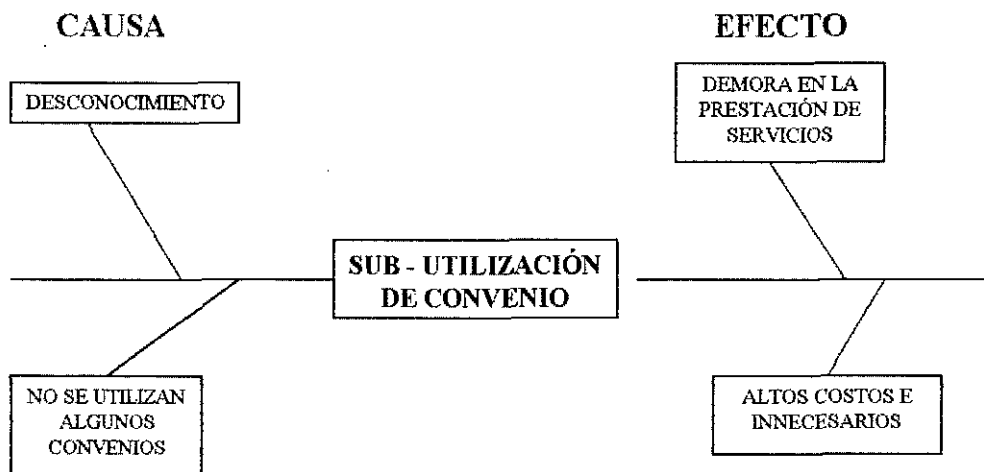 CAUSA
EFECTO
DESCONOCIMIENTO
DEMORA EN LA
PRESTACIÓN DE
SERVICIOS
SUB - UTILIZACIÓN
DE CONVENIO
NO SE UTILIZAN
ALGUNOS
CONVENIOS
ALTOS COSTOS E
INNECESARIOS